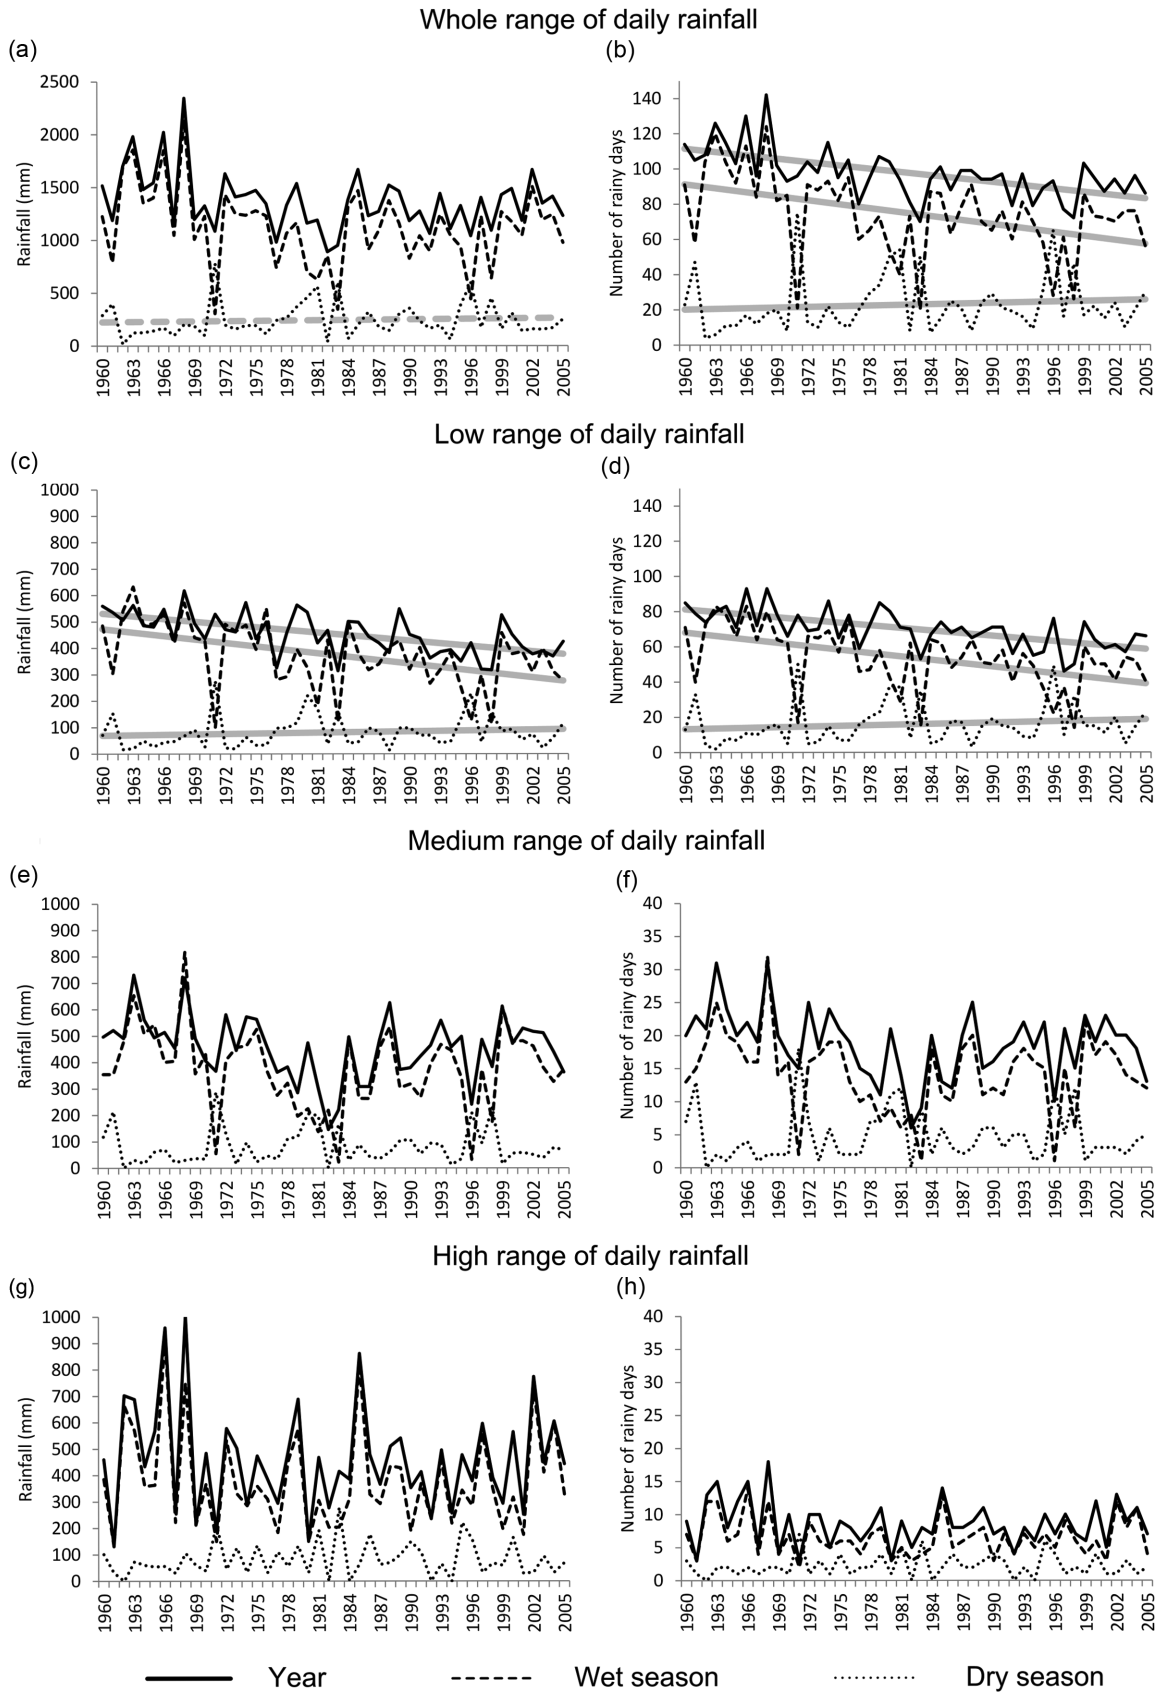 Whole range of daily rainfall
(a)
(b)
Rainfall (mm)
2500
2000
1500
1000
500
0
1960 1963 1966 1969 1972 1975 1978 1981 1984 1987 1990 1993 1996 1999 2002 2005
Number of rainy days
140
120
100
80
60
40
20
0
1960 1963 1966 1969 1972 1975 1978 1981 1984 1987 1990 1993 1996 1999 2002 2005
Low range of daily rainfall
(c)
(d)
Rainfall (mm)
1000
900
800
700
600
500
400
300
200
100
0
1960 1963 1966 1969 1972 1975 1978 1981 1984 1987 1990 1993 1996 1999 2002 2005
Number of rainy days
140
120
100
80
60
40
20
0
1960 1963 1966 1969 1972 1975 1978 1981 1984 1987 1990 1993 1996 1999 2002 2005
Medium range of daily rainfall
(e)
(f)
Rainfall (mm)
1000
900
800
700
600
500
400
300
200
100
0
1960 1963 1966 1969 1972 1975 1978 1981 1984 1987 1990 1993 1996 1999 2002 2005
Number of rainy days
40
35
30
25
20
15
10
5
0
1960 1963 1966 1969 1972 1975 1978 1981 1984 1987 1990 1993 1996 1999 2002 2005
High range of daily rainfall
(g)
(h)
Rainfall (mm)
1000
900
800
700
600
500
400
300
200
100
0
1960 1963 1966 1969 1972 1975 1978 1981 1984 1987 1990 1993 1996 1999 2002 2005
Number of rainy days
40
35
30
25
20
15
10
5
0
1960 1963 1966 1969 1972 1975 1978 1981 1984 1987 1990 1993 1996 1999 2002 2005
Year Wet season Dry season